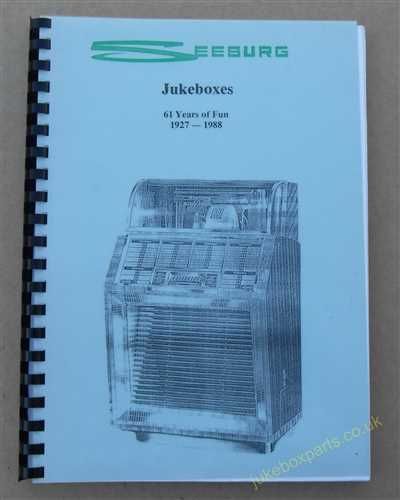 SEEBURG
Jukeboxes
61 Years of Fun
1927 — 1988
jukeboxparts.co.uk